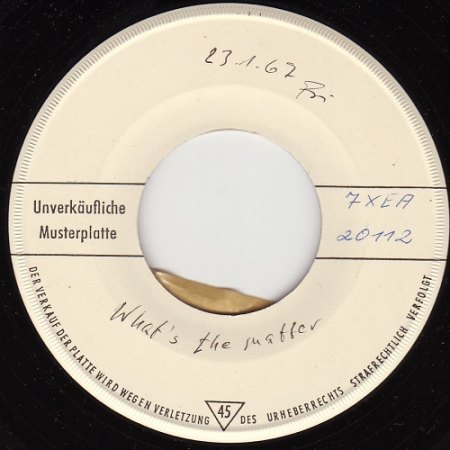 23.1.62
Unverkäufliche
Musterplatte
7XEA
20112
What's the matter
DER VERKAUF DER PLATTE WIRD WEGEN VERLETZUNG DES URHEBERRECHTS STRAFRECHTLICH VERFOLGT
45